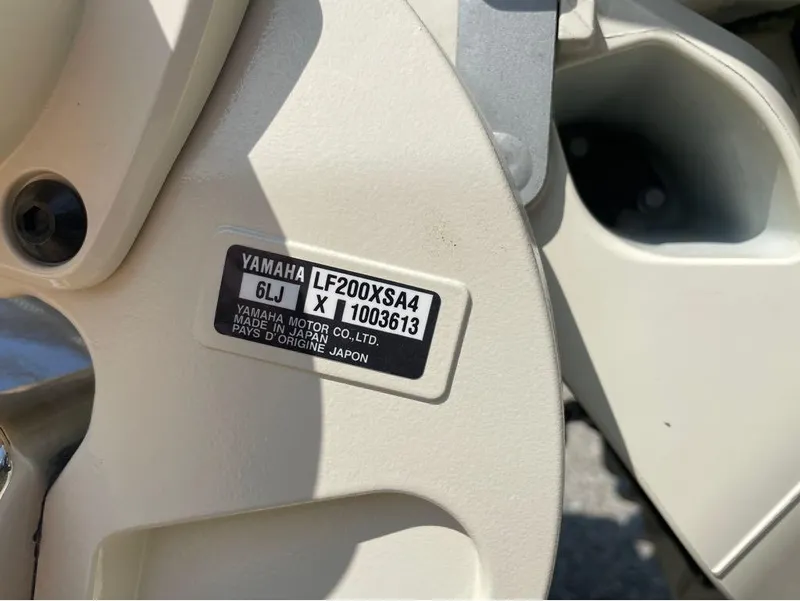 YAMAHA LF200XSA4
6LJ X 1003613
YAMAHA MOTOR CO.,LTD.
MADE IN JAPAN
PAYS D'ORIGINE JAPON